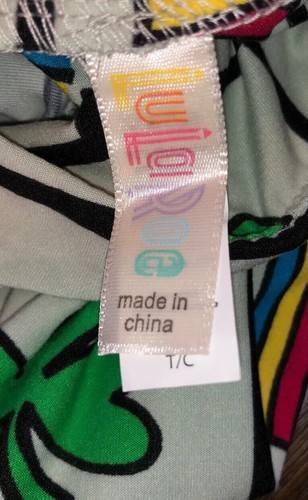 LuLaRoe
made in
china
T/C